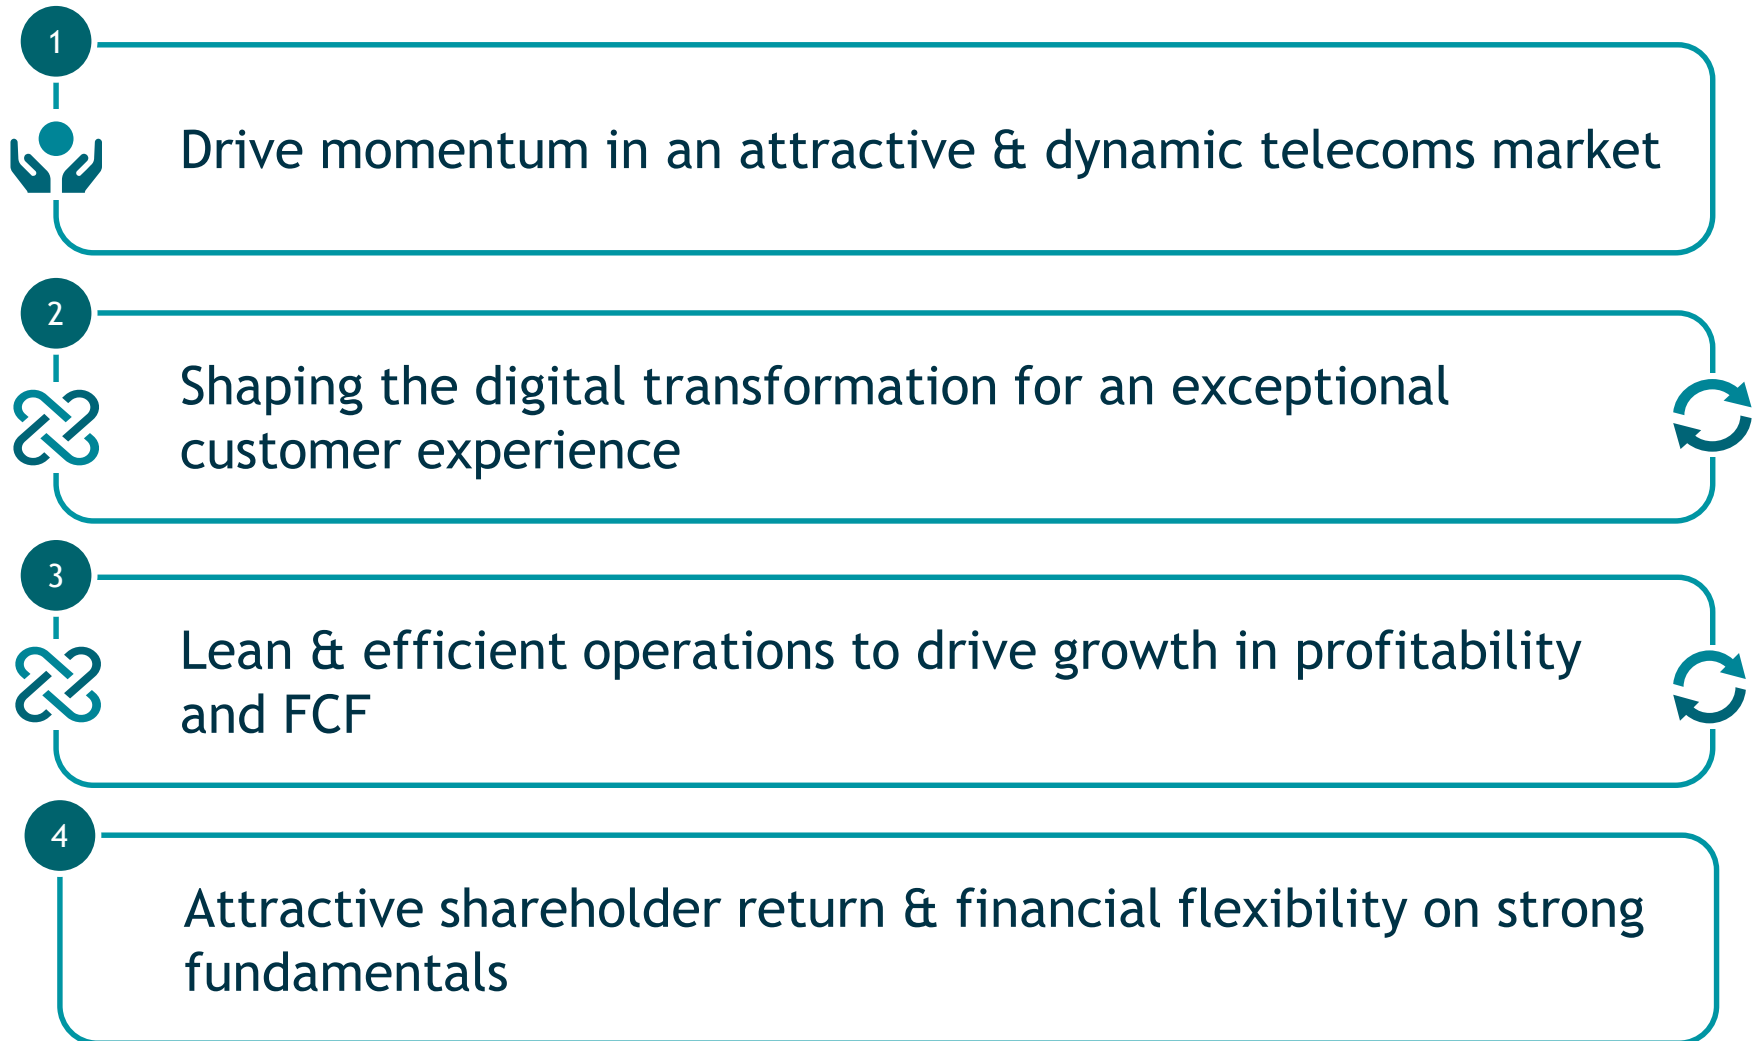 1
Drive momentum in an attractive & dynamic telecoms market
2
Shaping the digital transformation for an exceptional
customer experience
3
Lean & efficient operations to drive growth in profitability
and FCF
4
Attractive shareholder return & financial flexibility on strong
fundamentals